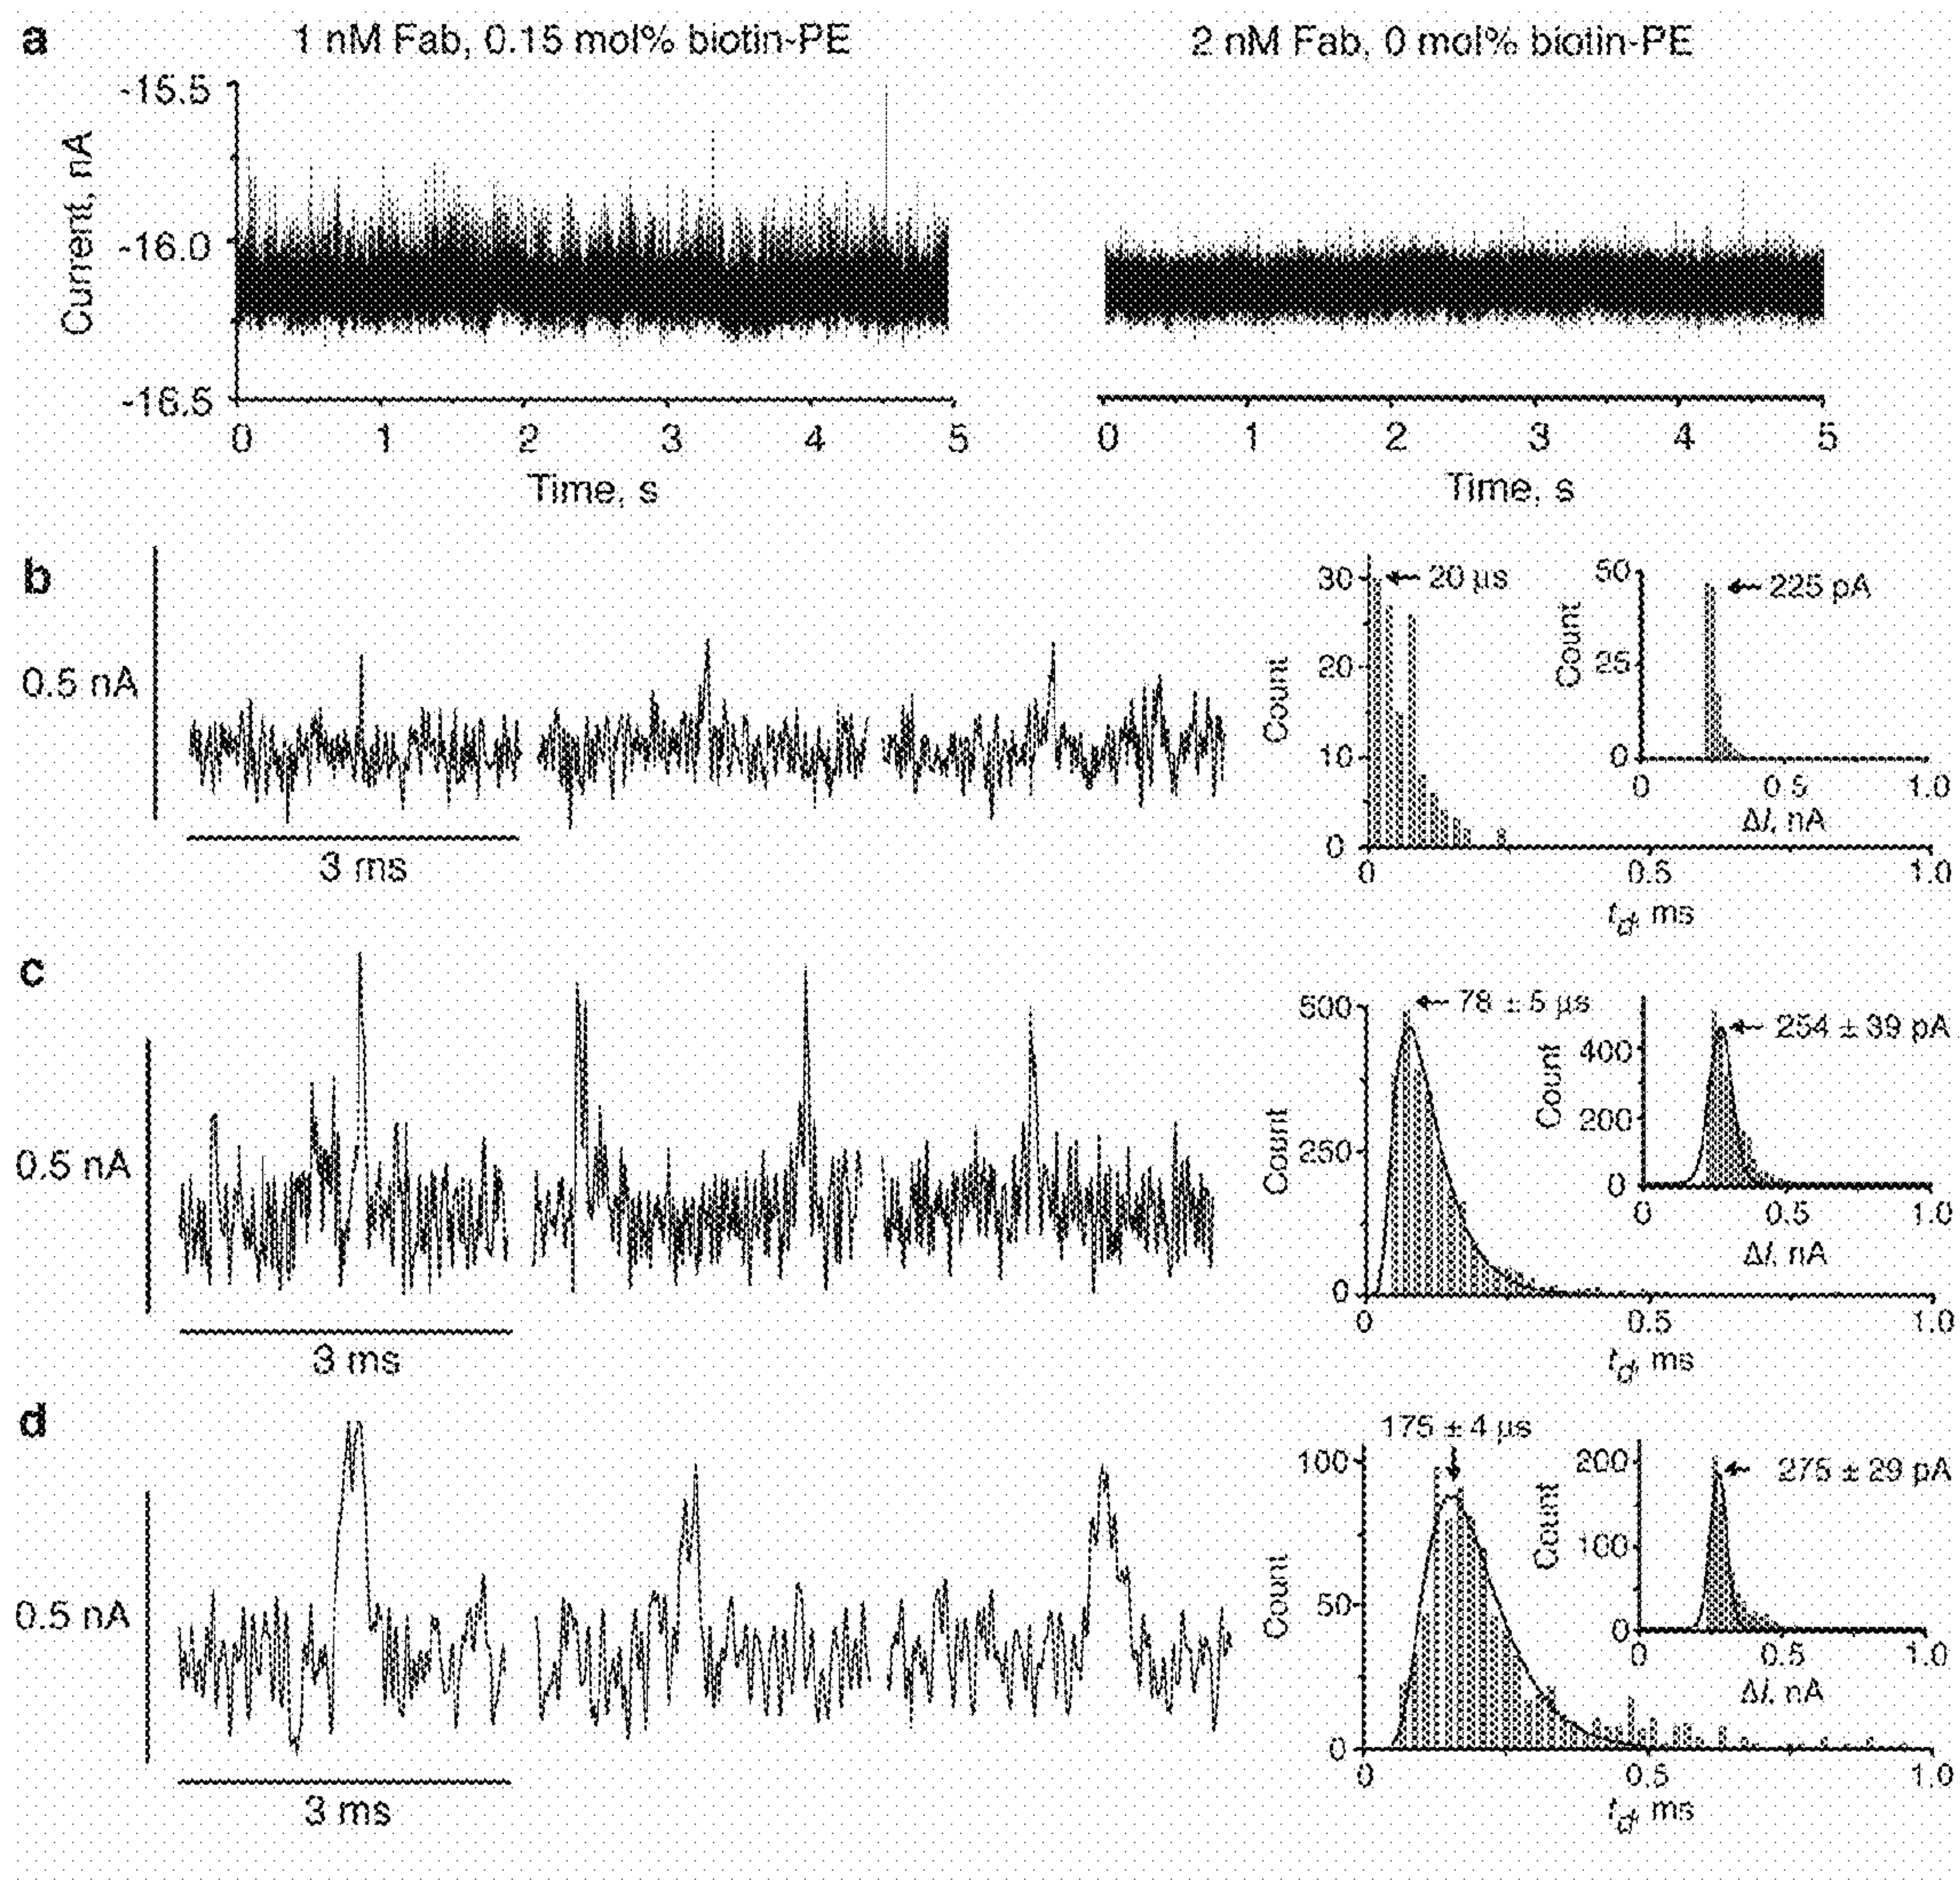 a
1 nM Fab, 0.15 mol% biotin-PE
2 nM Fab, 0 mol% biotin-PE
Current, nA
-15.5
-16.0
-16.5
0 1 2 3 4 5
Time, s
0 1 2 3 4 5
Time, s
b
0.5 nA
3 ms
Count
30
20
10
0
20 µs
0 0.5 1.0
td, ms
Count
50
25
0
225 pA
0 0.5 1.0
ΔI, nA
c
0.5 nA
3 ms
Count
500
250
0
78 ± 5 µs
0 0.5 1.0
td, ms
Count
400
200
0
254 ± 39 pA
0 0.5 1.0
ΔI, nA
d
0.5 nA
3 ms
Count
100
50
0
175 ± 4 µs
0 0.5 1.0
td, ms
Count
200
100
0
275 ± 29 pA
0 0.5 1.0
ΔI, nA